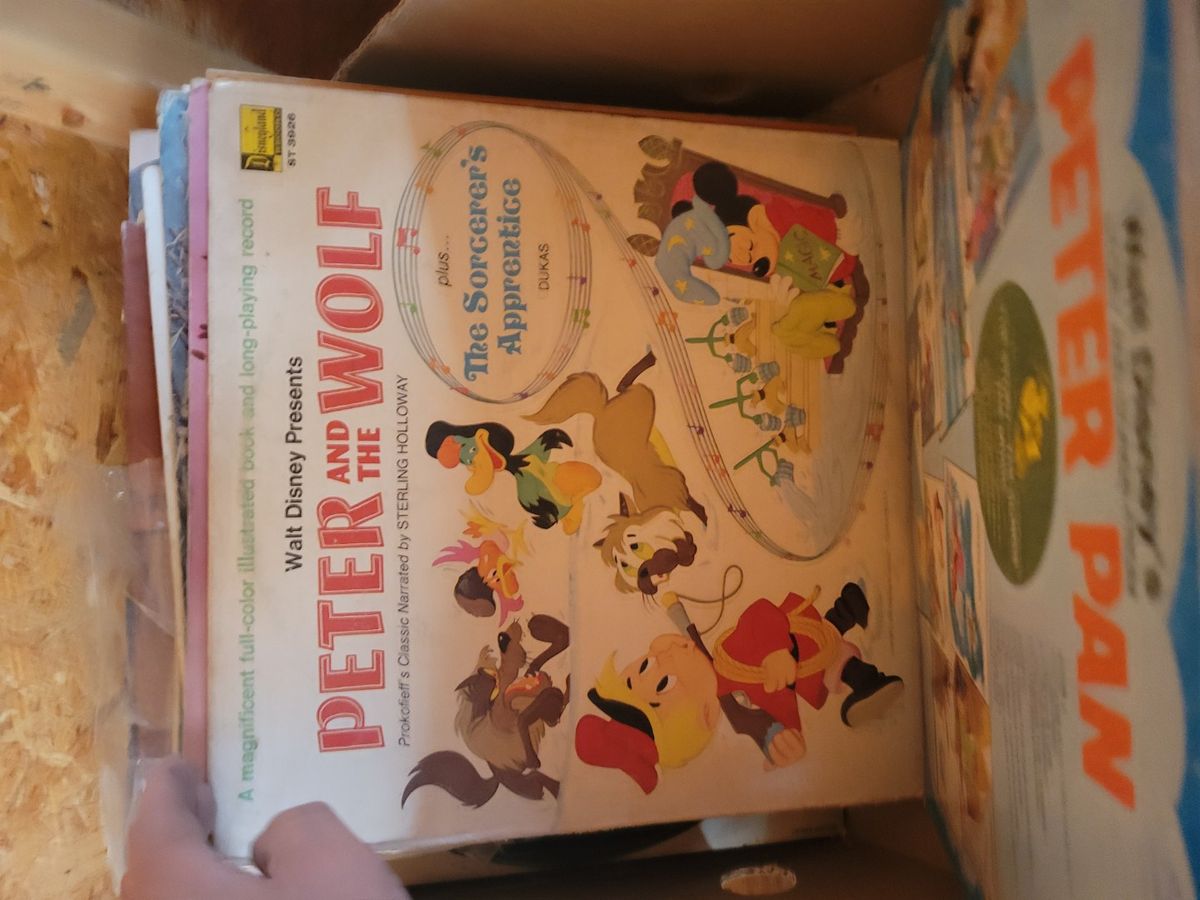 A magnificent full-color illustrated book and long-playing record
Disneyland
RECORDS
ST-3926
Walt Disney Presents
PETER AND THE WOLF
Prokofieff's Classic Narrated by STERLING HOLLOWAY
plus...
The Sorcerer's
Apprentice
DUKAS
MAGIC
PETER PAN